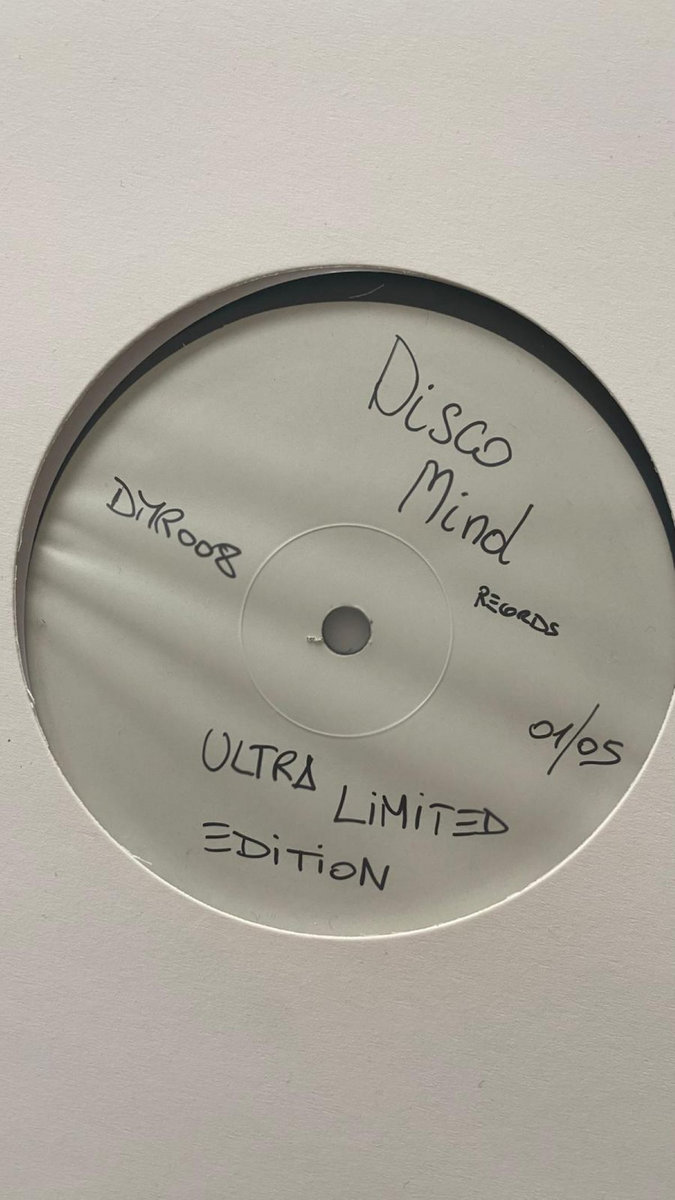 Disco
Mind
RECORDS
DMR008
01/05
ULTRA LiMiTED
EDiTiON